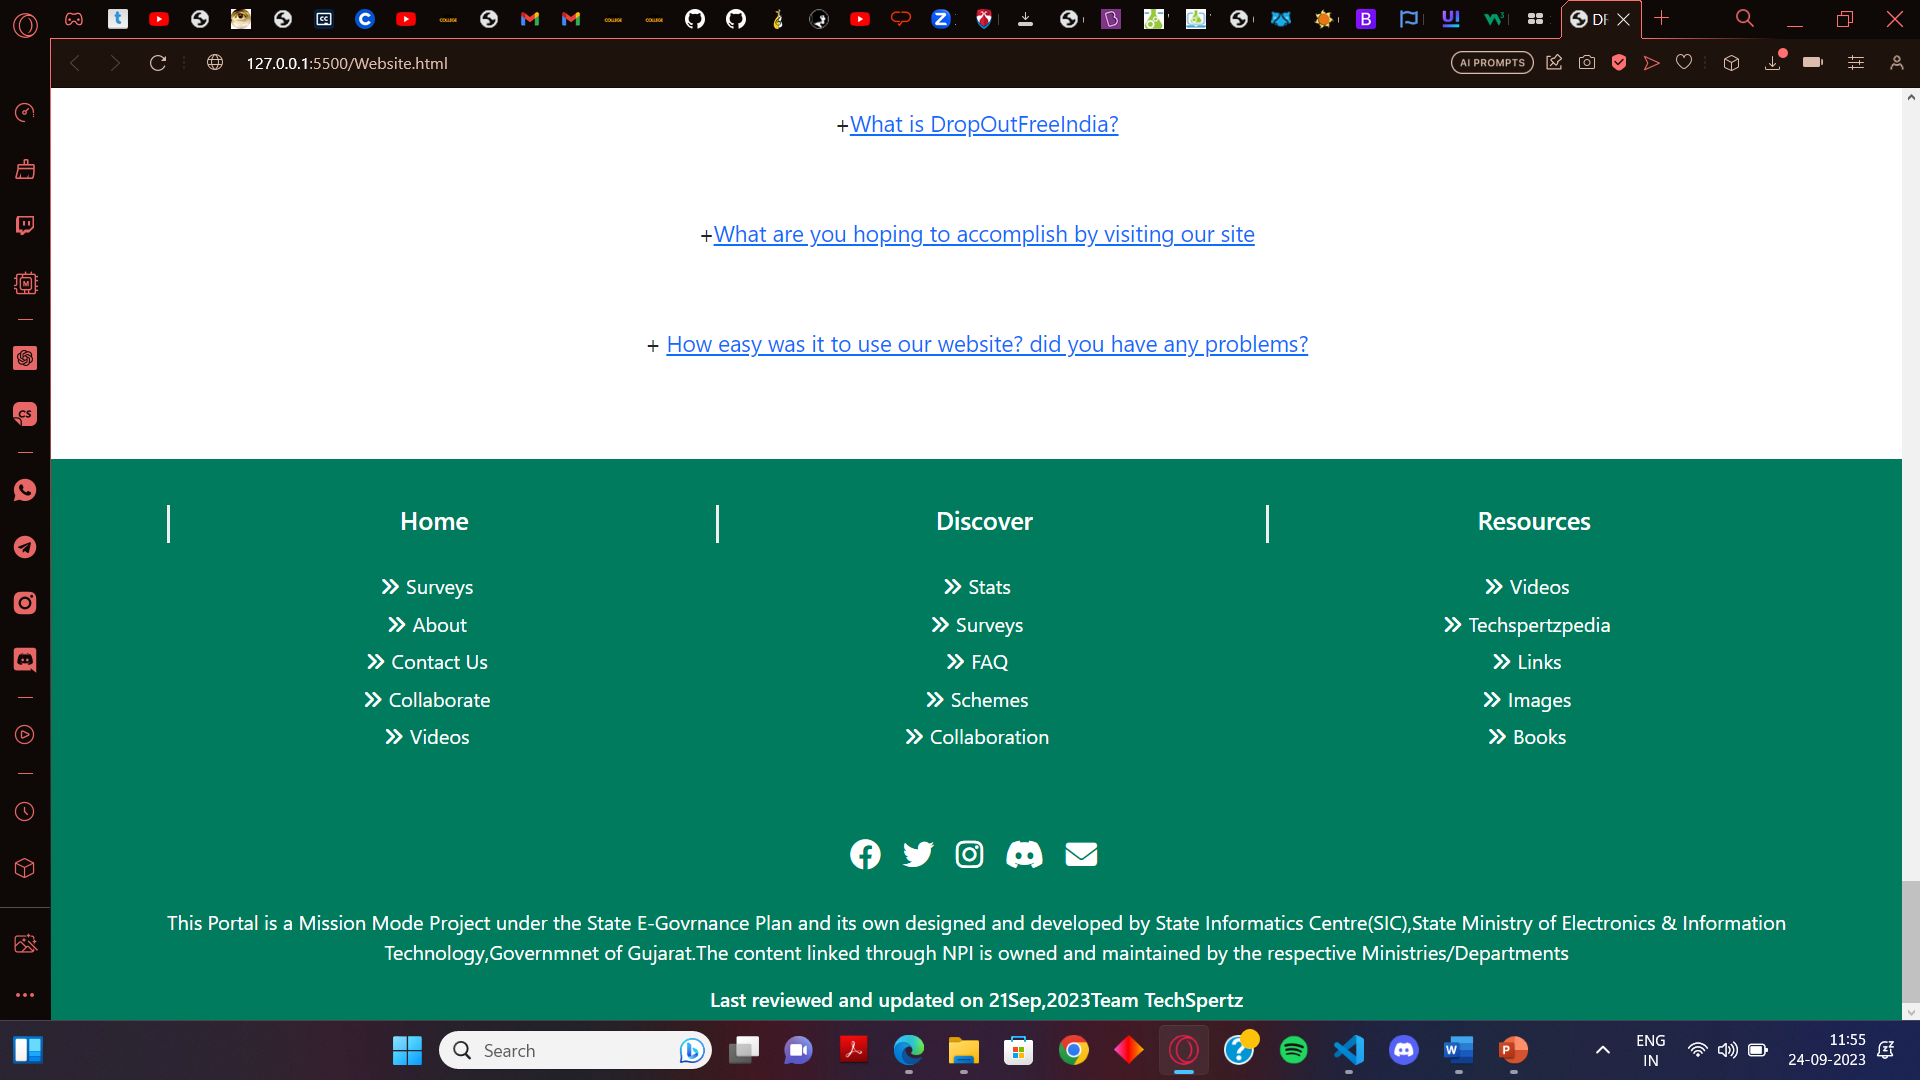 DF
127.0.0.1:5500/Website.html
AI PROMPTS
+What is DropOutFreeIndia?
+What are you hoping to accomplish by visiting our site
+ How easy was it to use our website? did you have any problems?
Home
Surveys
About
Contact Us
Collaborate
Videos
Discover
Stats
Surveys
FAQ
Schemes
Collaboration
Resources
Videos
Techspertzpedia
Links
Images
Books
This Portal is a Mission Mode Project under the State E-Govrnance Plan and its own designed and developed by State Informatics Centre(SIC),State Ministry of Electronics & Information
Technology,Governmnet of Gujarat.The content linked through NPI is owned and maintained by the respective Ministries/Departments
Last reviewed and updated on 21Sep,2023Team TechSpertz
Search
ENG
IN
11:55
24-09-2023